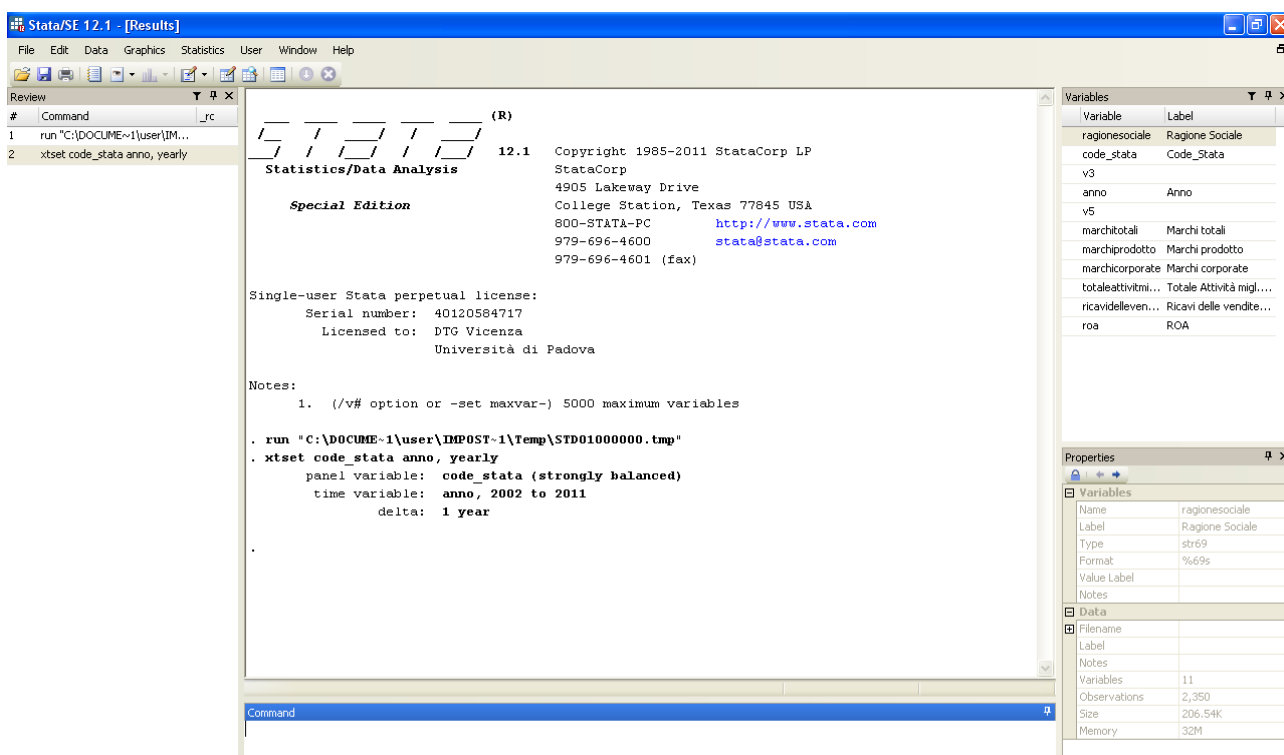 Stata/SE 12.1 - [Results]
File Edit Data Graphics Statistics User Window Help
Review
# Command _rc
1 run "C:\DOCUME~1\user\IM...
2 xtset code_stata anno, yearly
(R)
12.1 Copyright 1985-2011 StataCorp LP
Statistics/Data Analysis StataCorp
4905 Lakeway Drive
Special Edition College Station, Texas 77845 USA
800-STATA-PC http://www.stata.com
979-696-4600 stata@stata.com
979-696-4601 (fax)
Single-user Stata perpetual license:
Serial number: 40120584717
Licensed to: DTG Vicenza
Università di Padova
Notes:
1. (/v# option or -set maxvar-) 5000 maximum variables
. run "C:\DOCUME~1\user\IMPOST~1\Temp\STD01000000.tmp"
. xtset code_stata anno, yearly
panel variable: code_stata (strongly balanced)
time variable: anno, 2002 to 2011
delta: 1 year
.
Command
Variables
Variable Label
ragionesociale Ragione Sociale
code_stata Code_Stata
v3
anno Anno
v5
marchitotali Marchi totali
marchiprodotto Marchi prodotto
marchicorporate Marchi corporate
totaleattivitmi... Totale Attività migl....
ricavidelleven... Ricavi delle vendite...
roa ROA
Properties
Variables
Name ragionesociale
Label Ragione Sociale
Type str69
Format %69s
Value Label
Notes
Data
Filename
Label
Notes
Variables 11
Observations 2,350
Size 206.54K
Memory 32M